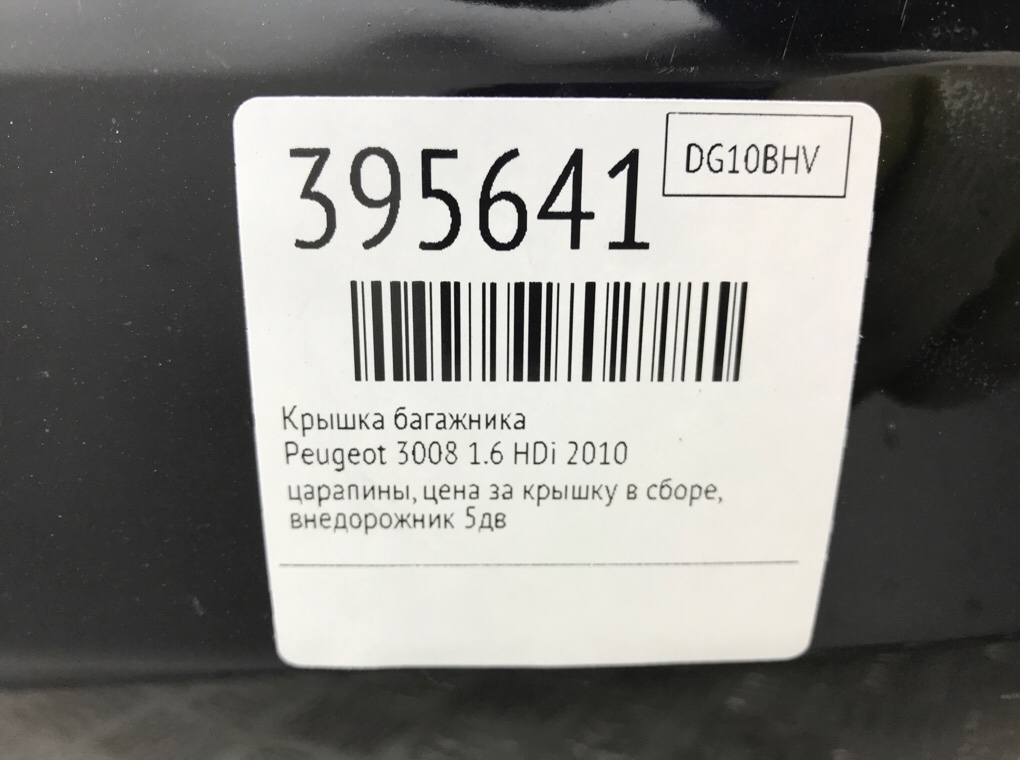 395641
DG10BHV
Крышка багажника
Peugeot 3008 1.6 HDi 2010
царапины, цена за крышку в сборе,
внедорожник 5дв